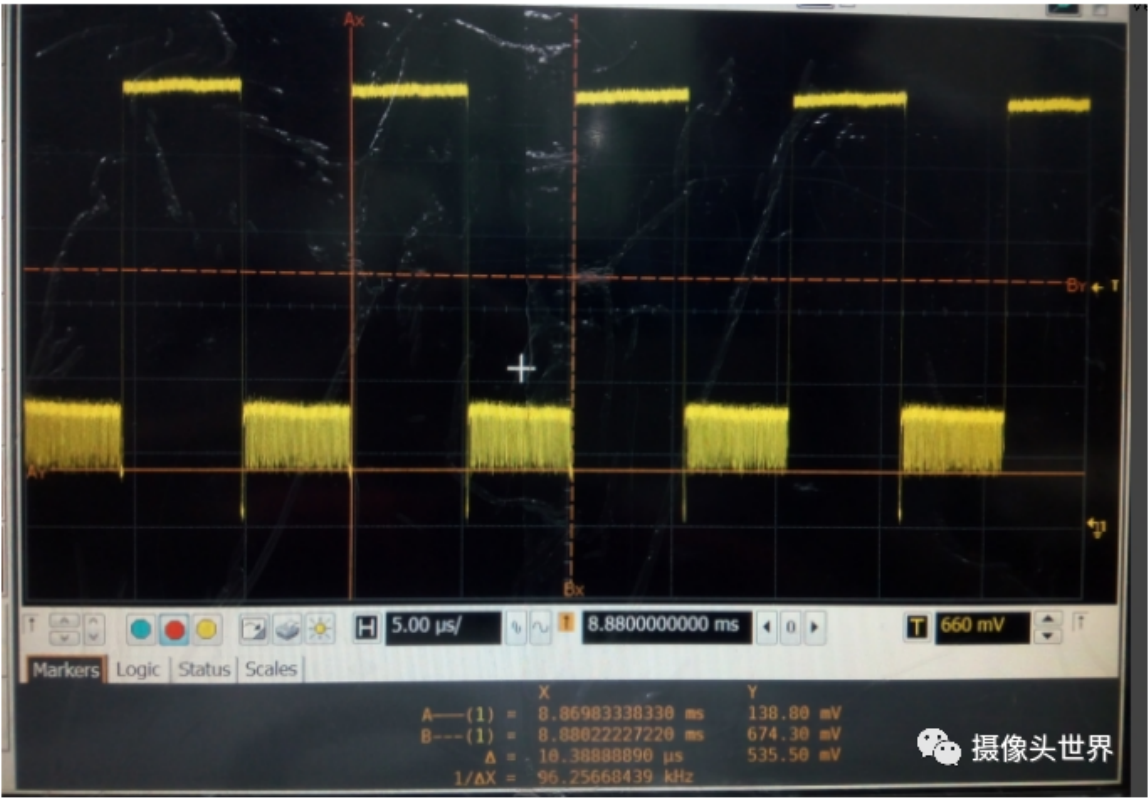 Ax
By T
Ay
Bx
H 5.00 µs/ T 8.8800000000 ms 0 T 660 mV
Markers Logic Status Scales
X Y
A—(1) = 8.86983338330 ms 138.80 mV
B---(1) = 8.88022227220 ms 674.30 mV
Δ = 10.38888890 µs 535.50 mV
1/ΔX = 96.25668439 kHz
摄像头世界